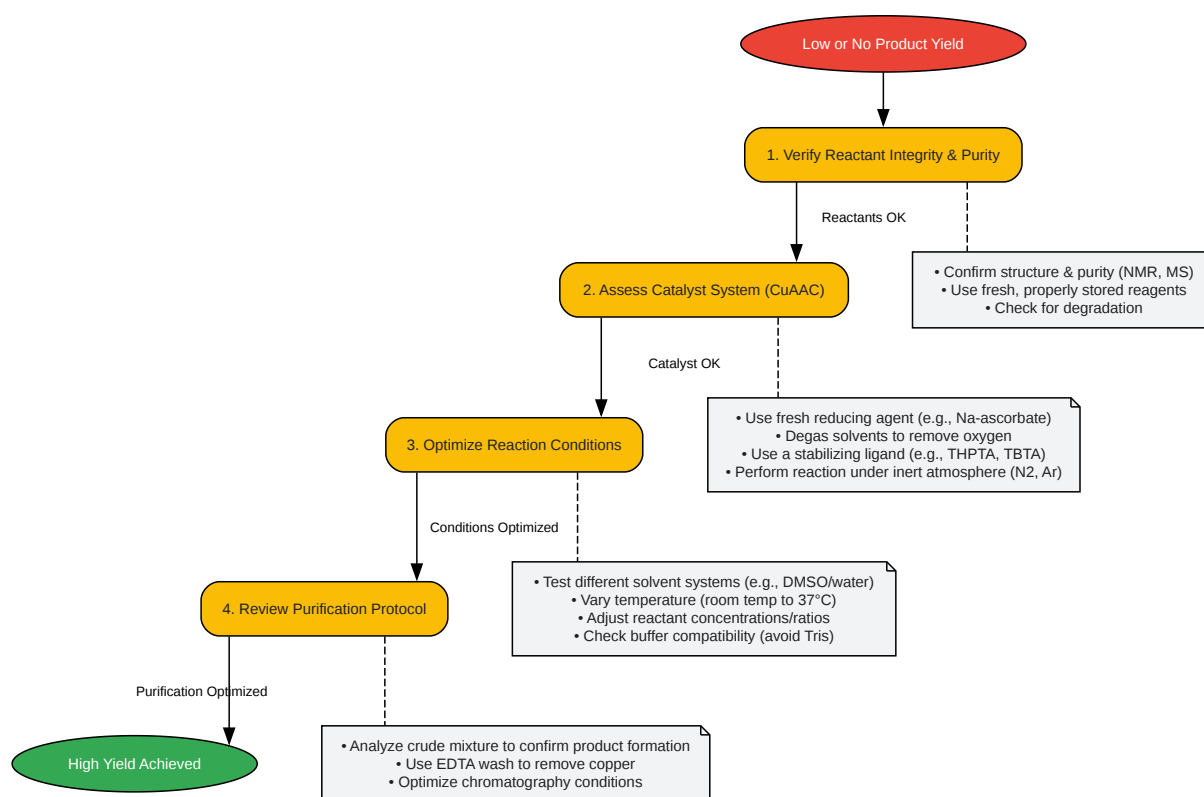 Low or No Product Yield
1. Verify Reactant Integrity & Purity
Reactants OK
• Confirm structure & purity (NMR, MS)
• Use fresh, properly stored reagents
• Check for degradation
2. Assess Catalyst System (CuAAC)
Catalyst OK
• Use fresh reducing agent (e.g., Na-ascorbate)
• Degas solvents to remove oxygen
• Use a stabilizing ligand (e.g., THPTA, TBTA)
• Perform reaction under inert atmosphere (N2, Ar)
3. Optimize Reaction Conditions
Conditions Optimized
• Test different solvent systems (e.g., DMSO/water)
• Vary temperature (room temp to 37°C)
• Adjust reactant concentrations/ratios
• Check buffer compatibility (avoid Tris)
4. Review Purification Protocol
Purification Optimized
• Analyze crude mixture to confirm product formation
• Use EDTA wash to remove copper
• Optimize chromatography conditions
High Yield Achieved